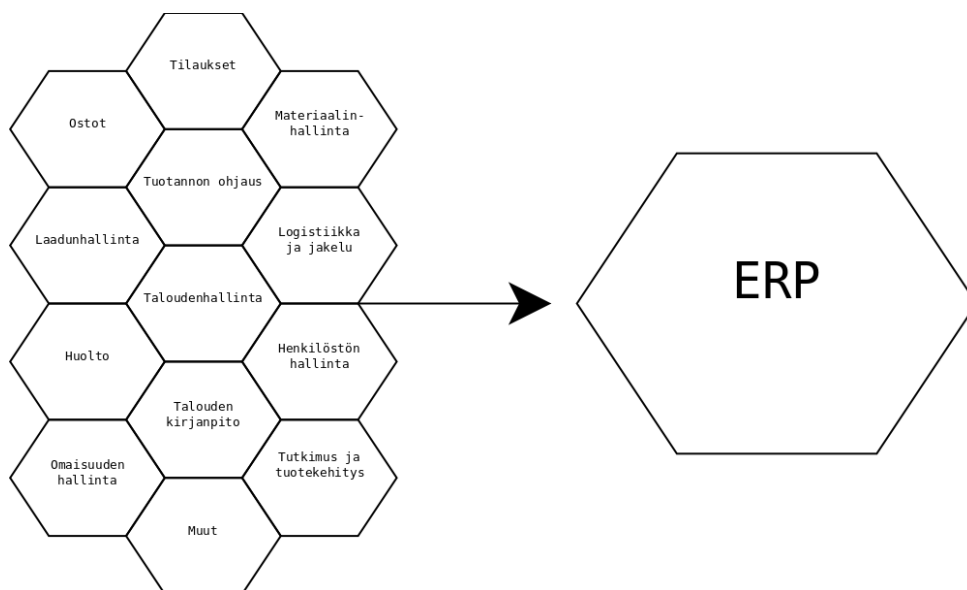 Tilaukset
Ostot
Materiaalin-
hallinta
Tuotannon ohjaus
Laadunhallinta
Logistiikka
ja jakelu
Taloudenhallinta
Huolto
Henkilöstön
hallinta
Talouden
kirjanpito
Omaisuuden
hallinta
Tutkimus ja
tuotekehitys
Muut
ERP